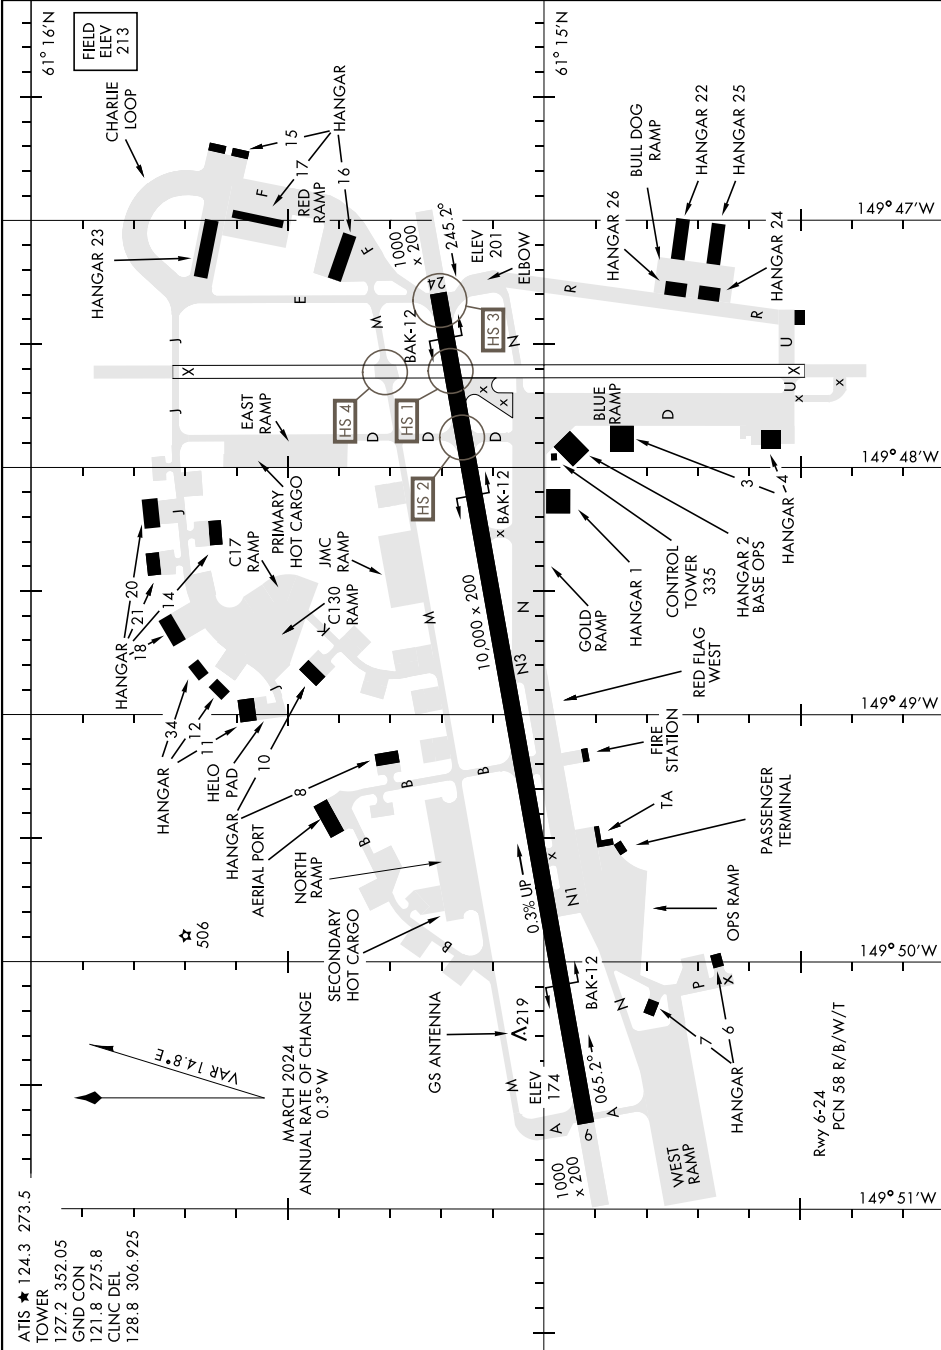 ATIS ★ 124.3 273.5
TOWER
127.2 352.05
GND CON
121.8 275.8
CLNC DEL
128.8 306.925
FIELD
ELEV
213
61° 16'N
61° 15'N
149° 47'W
149° 48'W
149° 49'W
149° 50'W
149° 51'W
VAR 14.8°E
MARCH 2024
ANNUAL RATE OF CHANGE
0.3° W
506
CHARLIE
LOOP
HANGAR 23
15
17
16
HANGAR
RED
RAMP
F
F
E
J
J
J
J
X
M
M
M
1000
x 200
245.2°
24
ELEV
201
ELBOW
HS 3
HS 4
HS 1
HS 2
BAK-12
BAK-12
BAK-12
EAST
RAMP
PRIMARY
HOT CARGO
C17
RAMP
JMC
RAMP
C130
RAMP
K
D
D
D
D
HANGAR
20
21
14
18
HANGAR
34
12
11
HELO
PAD
HANGAR
10
8
AERIAL PORT
NORTH
RAMP
SECONDARY
HOT CARGO
GS ANTENNA
219
B
B
B
B
10,000 x 200
0.3% UP
N
N
N
N3
N1
x
x
x
x
x
x
BULL DOG
RAMP
HANGAR 26
HANGAR 22
HANGAR 25
HANGAR 24
R
R
U
U
X
BLUE
RAMP
3
4
HANGAR
HANGAR 2
BASE OPS
CONTROL
TOWER
335
HANGAR 1
GOLD
RAMP
RED FLAG
WEST
FIRE
STATION
TA
PASSENGER
TERMINAL
OPS RAMP
P
X
7
6
HANGAR
WEST
RAMP
A
A
ELEV
174
065.2°
6
1000
x 200
Rwy 6-24
PCN 58 R/B/W/T